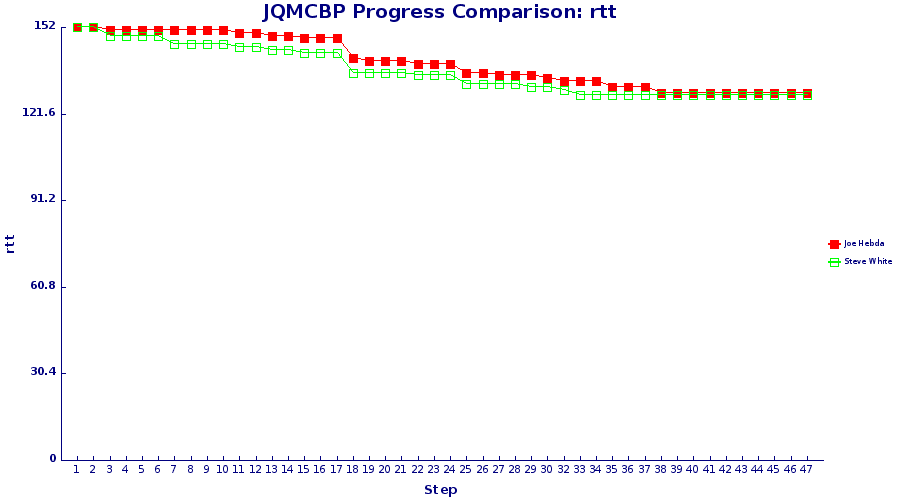 JQMCBP Progress Comparison: rtt
152
121.6
91.2
60.8
30.4
0
rtt
1 2 3 4 5 6 7 8 9 10 11 12 13 14 15 16 17 18 19 20 21 22 23 24 25 26 27 28 29 30 32 33 34 35 36 37 38 39 40 41 42 43 44 45 46 47
Step
Joe Hebda
Steve White